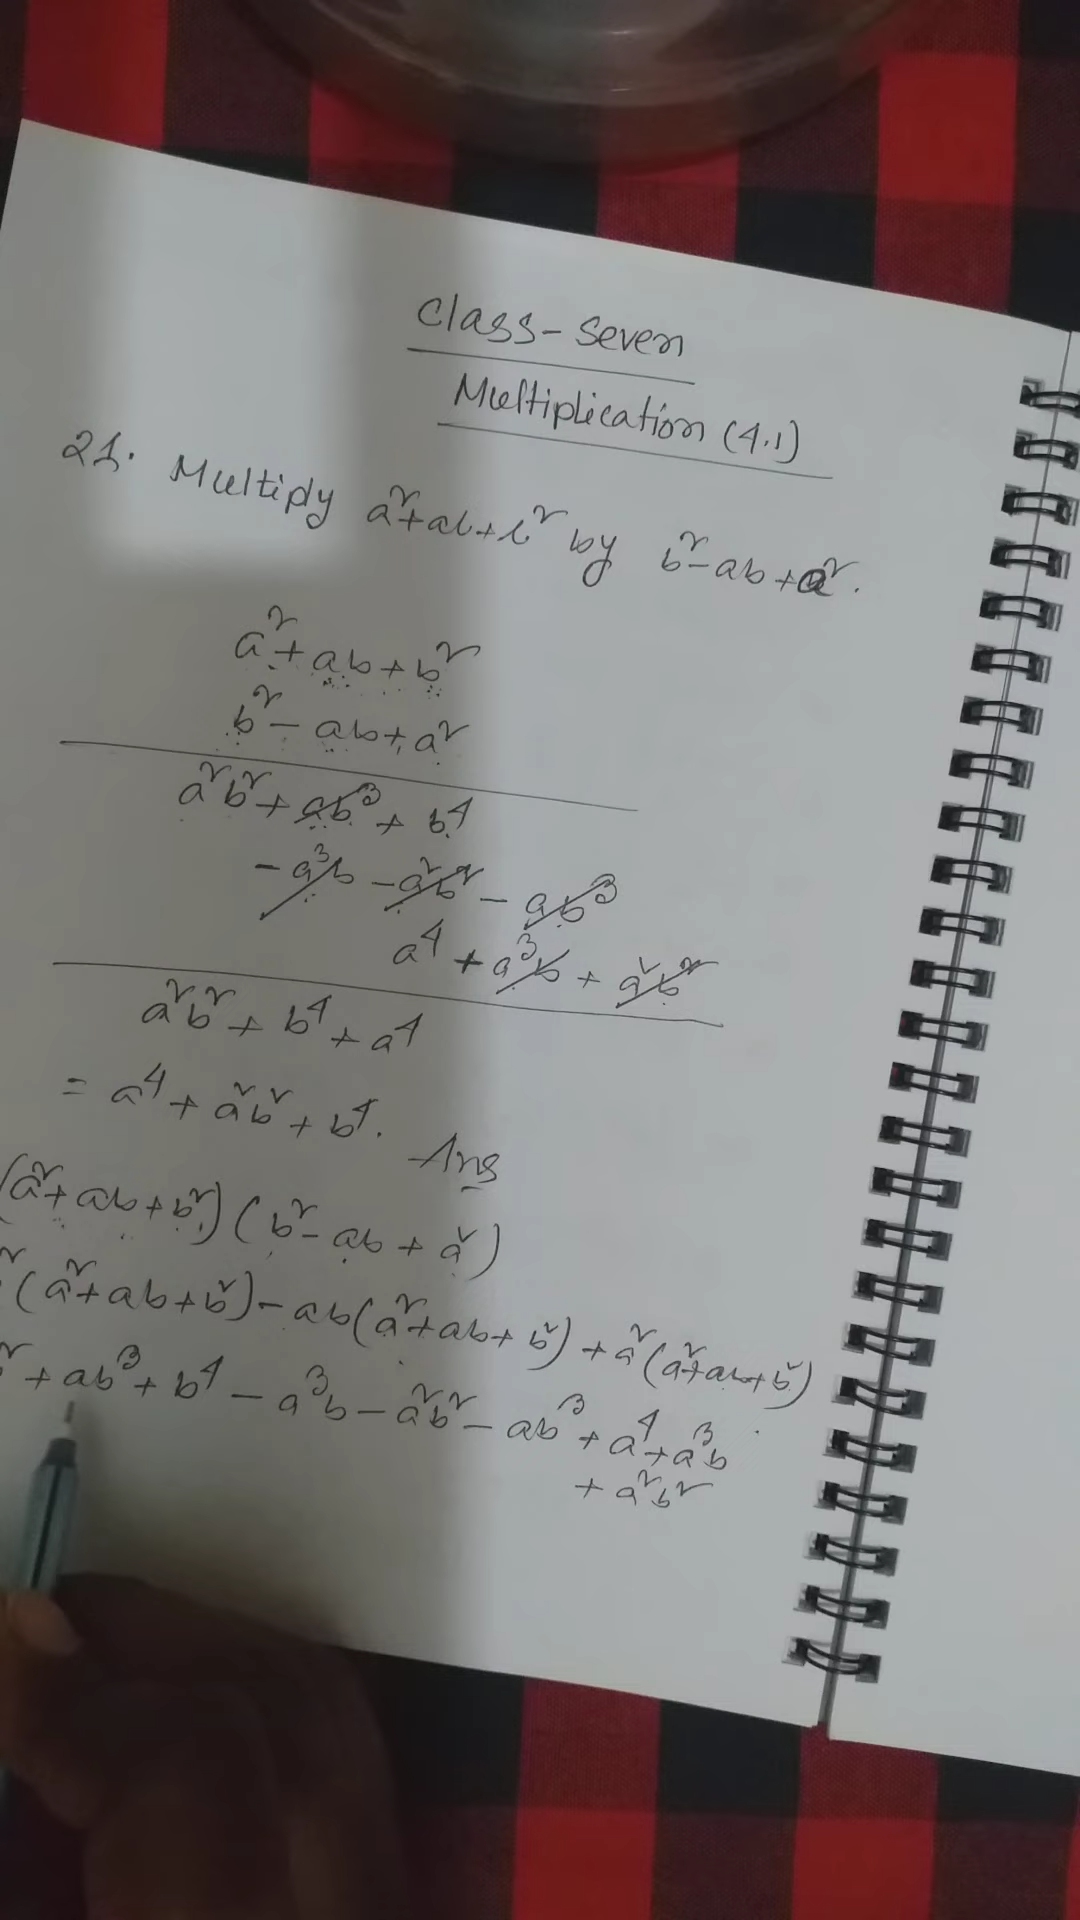 Class-Seven
Multiplication (4.1)
21. Multiply a²+ab+b² by b²-ab+a².
a²+ab+b²
b²-ab+a²
a²b²+ab³+b⁴
-a³b-a²b²-ab³
a⁴+a³b+a²b²
a²b²+b⁴+a⁴
=a⁴+a²b²+b⁴. Ans
(a²+ab+b²)(b²-ab+a²)
²(a²+ab+b²)-ab(a²+ab+b²)+a²(a²+ab+b²)
²+ab³+b⁴-a³b-a²b²-ab³+a⁴+a³b
+a²b²